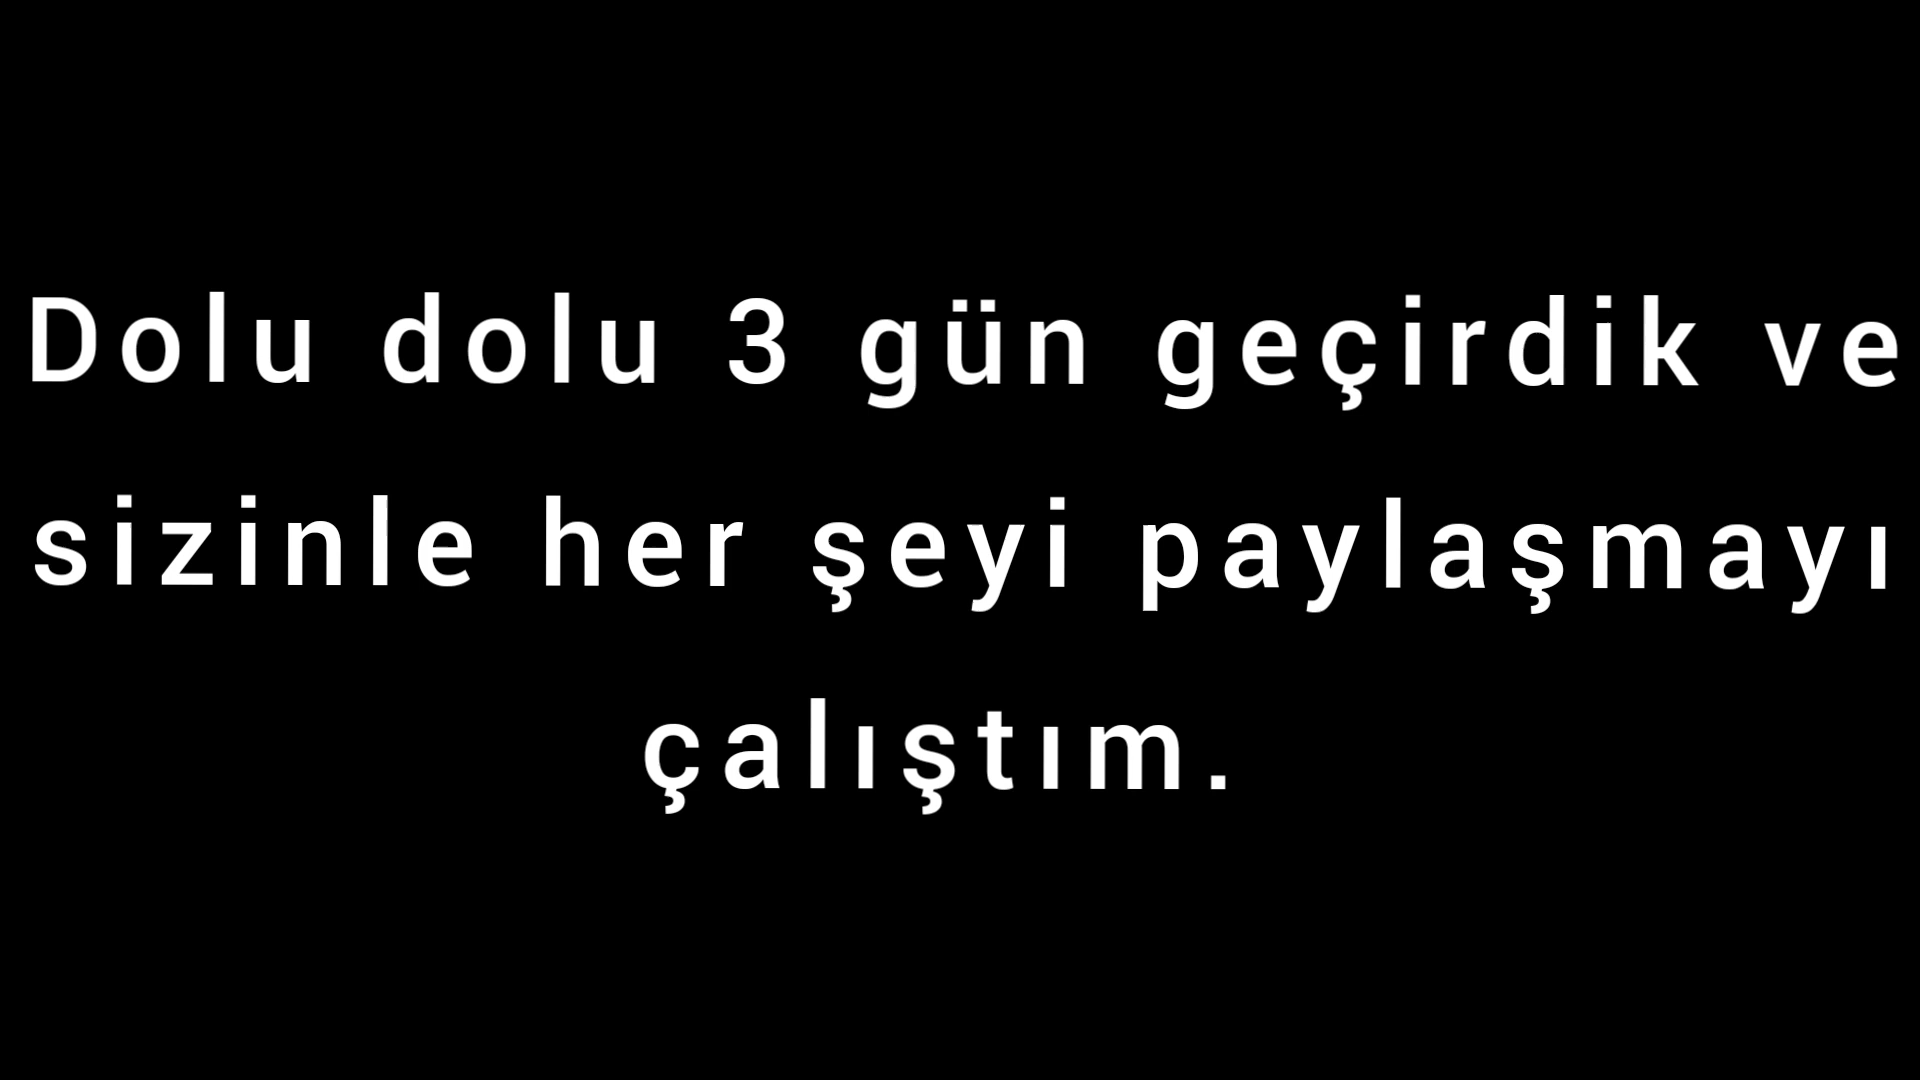 Dolu dolu 3 gün geçirdik ve
sizinle her şeyi paylaşmayı
çalıştım.